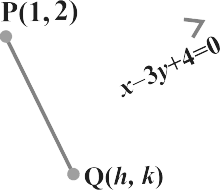 P(1, 2)
x−3y+4=0
Q(h, k)